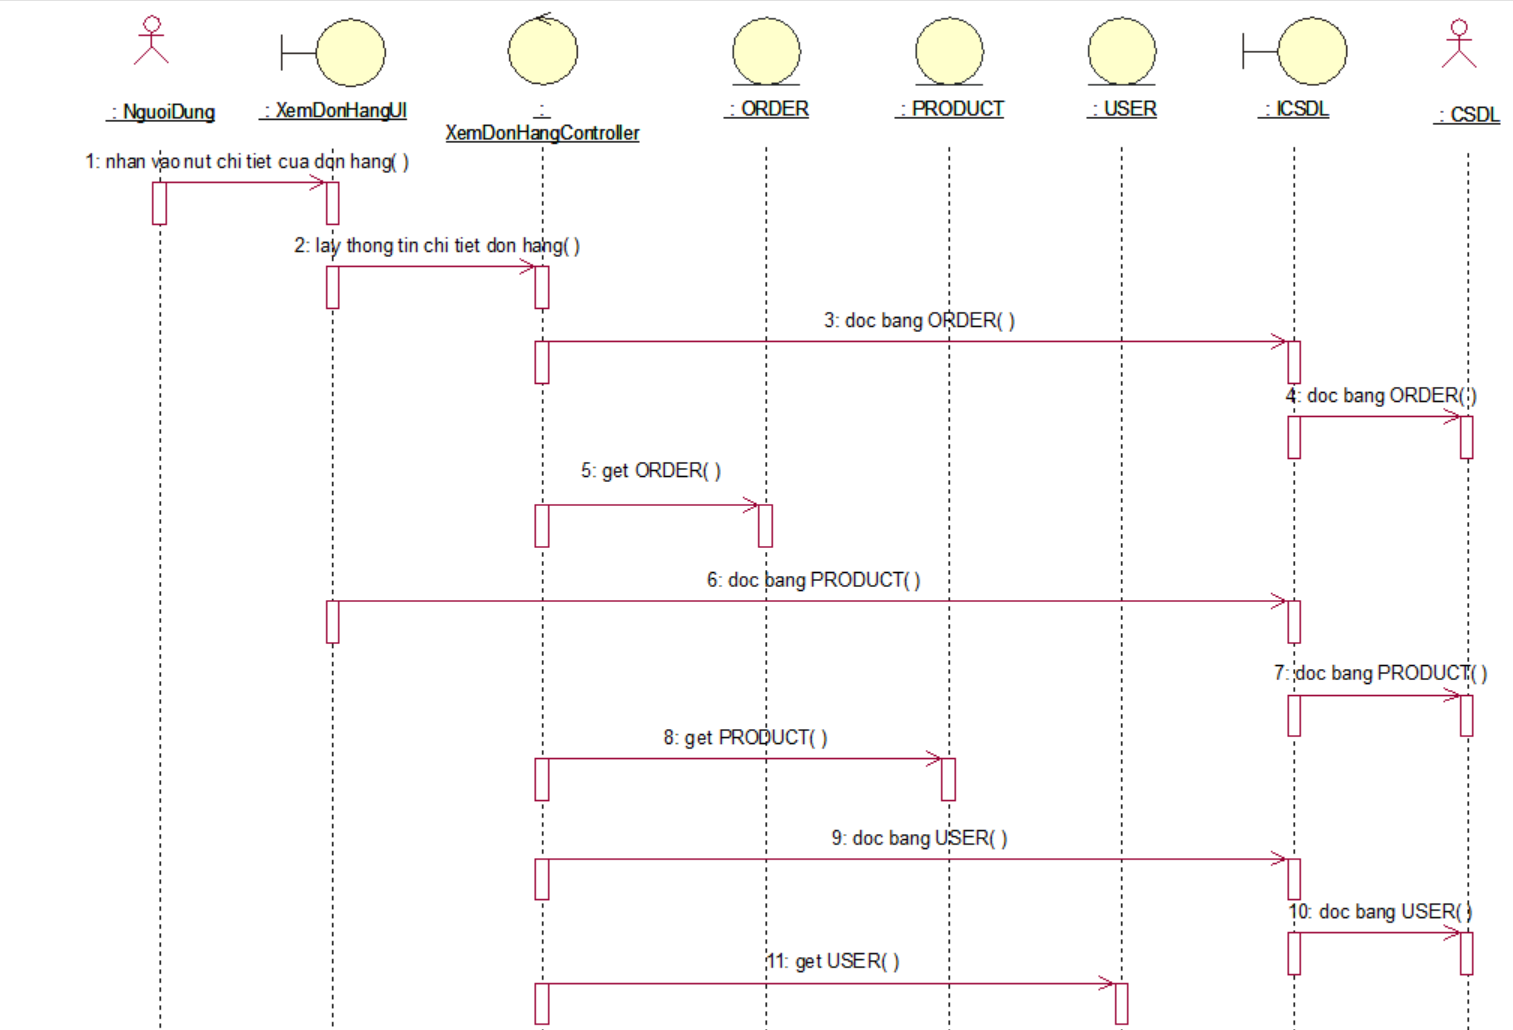 : NguoiDung
: XemDonHangUI
:
XemDonHangController
: ORDER
: PRODUCT
: USER
: ICSDL
: CSDL
1: nhan vao nut chi tiet cua don hang( )
2: lay thong tin chi tiet don hang( )
3: doc bang ORDER( )
4: doc bang ORDER( )
5: get ORDER( )
6: doc bang PRODUCT( )
7: doc bang PRODUCT( )
8: get PRODUCT( )
9: doc bang USER( )
10: doc bang USER( )
11: get USER( )